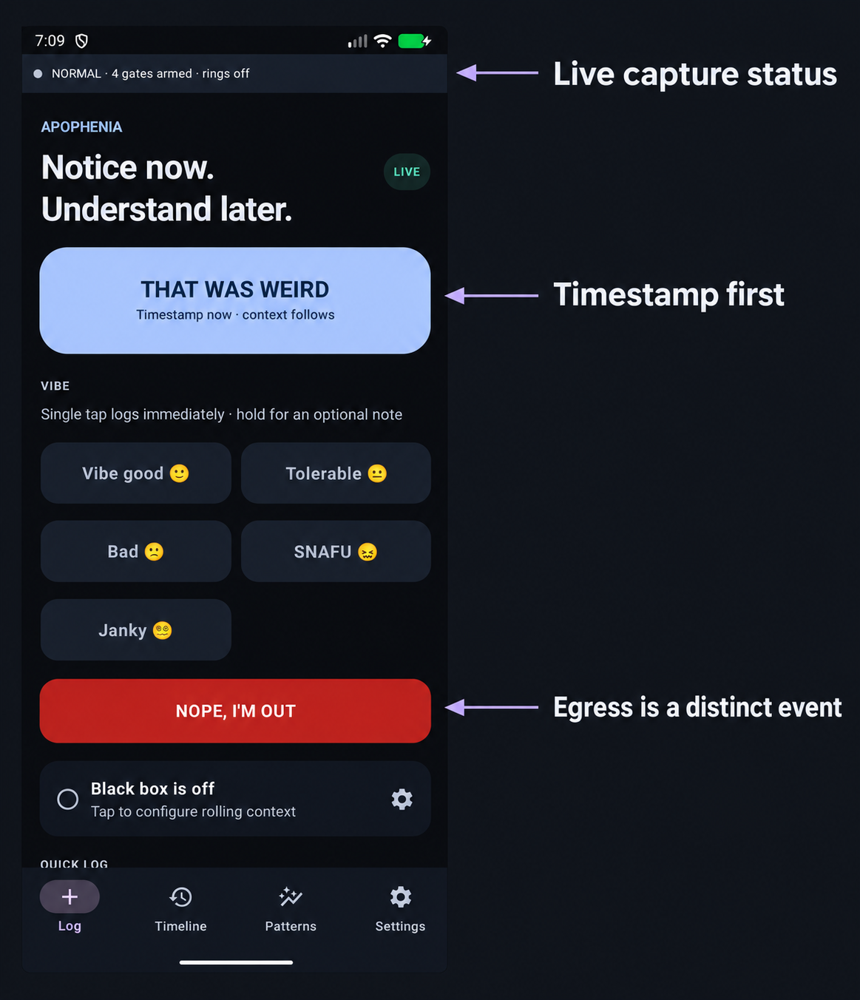 7:09
NORMAL · 4 gates armed · rings off
Live capture status
APOPHENIA
Notice now.
Understand later.
LIVE
THAT WAS WEIRD
Timestamp now · context follows
Timestamp first
VIBE
Single tap logs immediately · hold for an optional note
Vibe good 🙂
Tolerable 😐
Bad 🙁
SNAFU 😖
Janky 😵‍💫
NOPE, I'M OUT
Egress is a distinct event
Black box is off
Tap to configure rolling context
QUICK LOG
Log
Timeline
Patterns
Settings